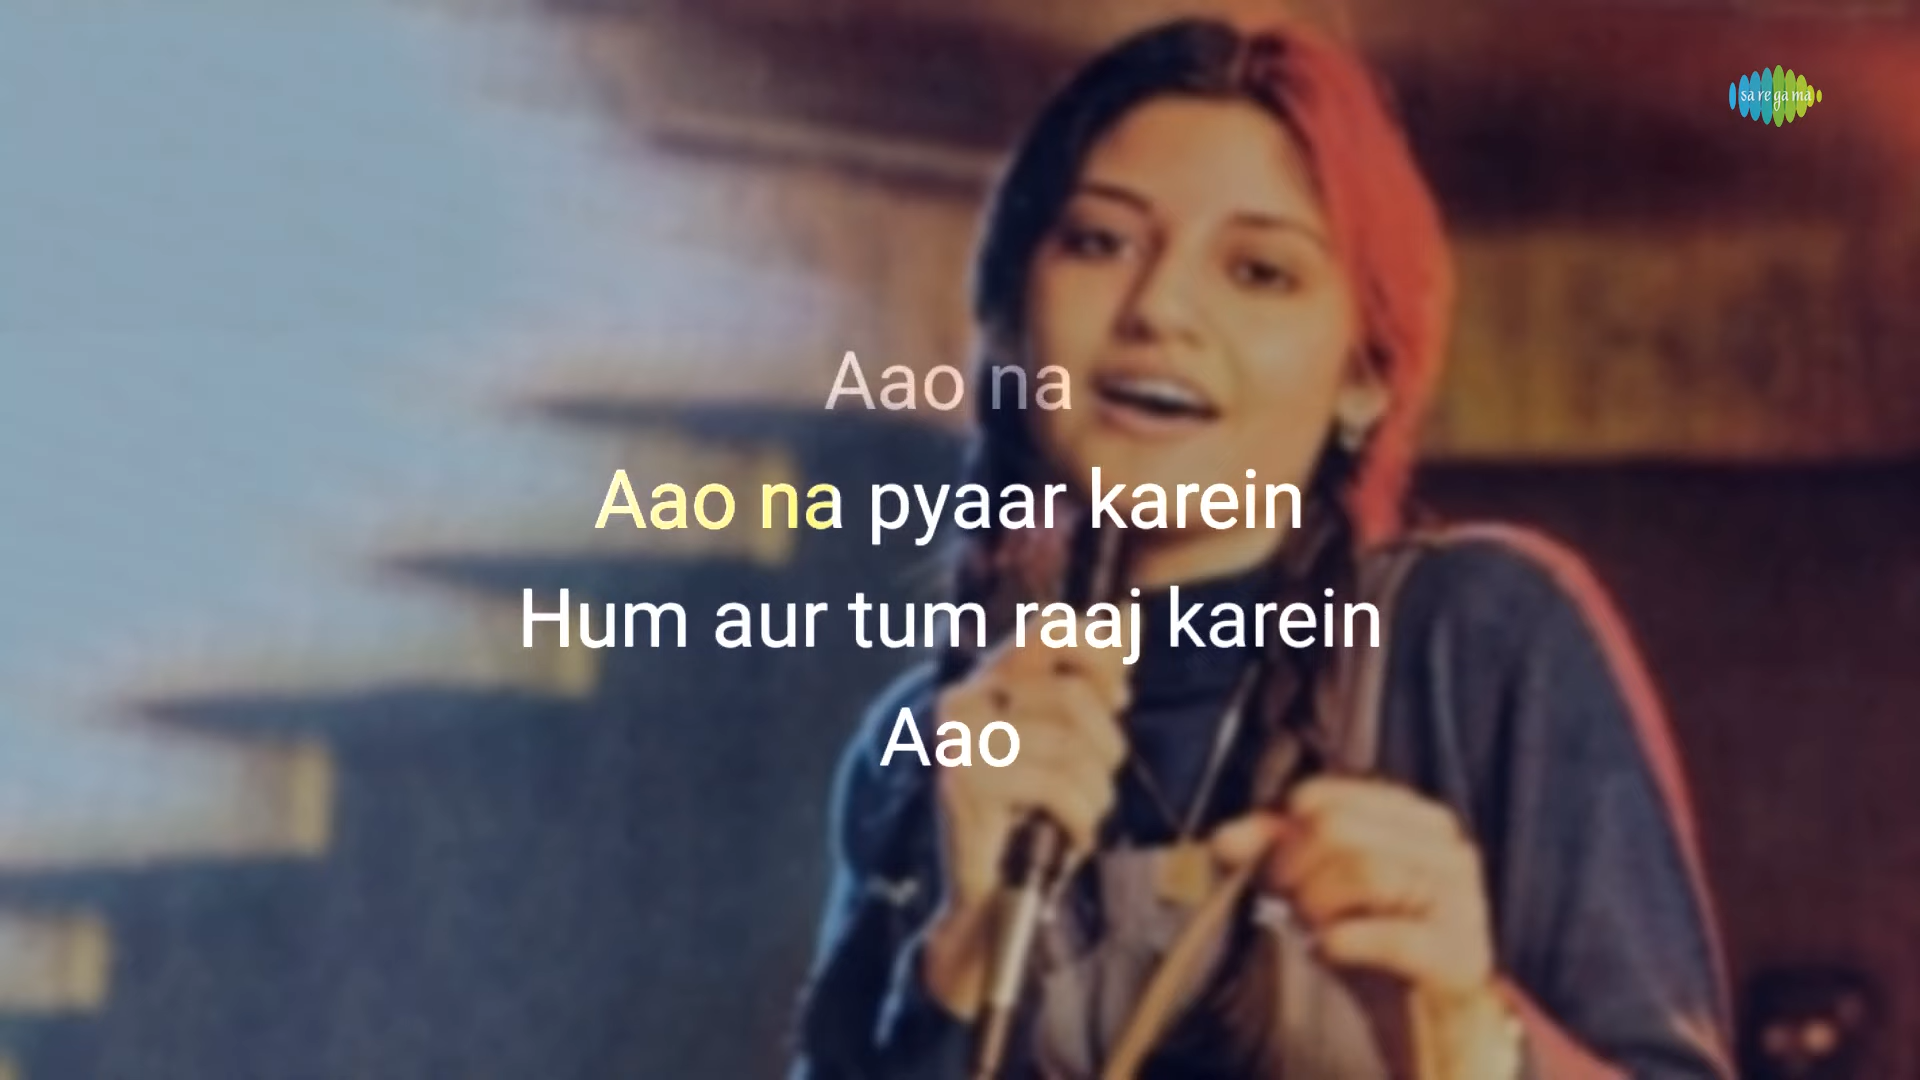 sa re ga ma
Aao na
Aao na pyaar karein
Hum aur tum raaj karein
Aao